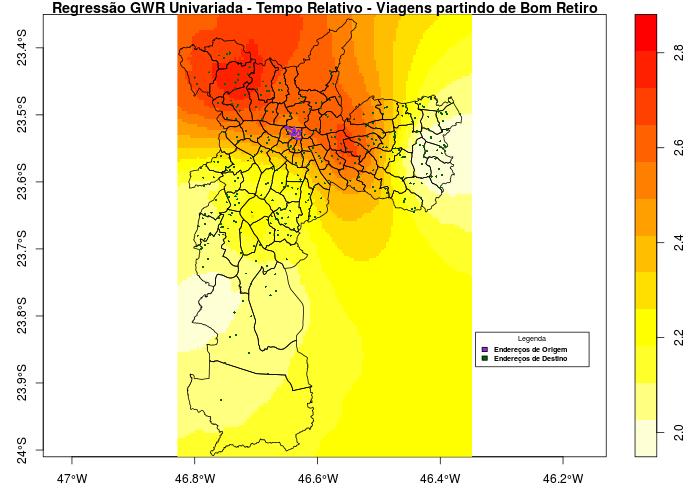 Regressão GWR Univariada - Tempo Relativo - Viagens partindo de Bom Retiro
23.4°S
23.5°S
23.6°S
23.7°S
23.8°S
23.9°S
24°S
47°W
46.8°W
46.6°W
46.4°W
46.2°W
Legenda
Endereços de Origem
Endereços de Destino
2.8
2.6
2.4
2.2
2.0